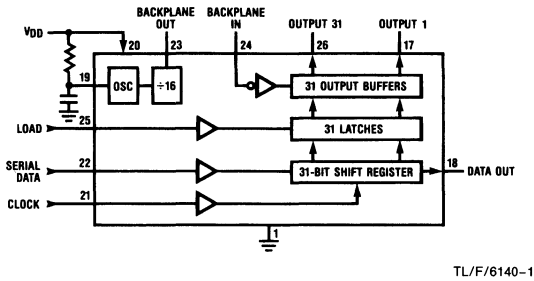 BACKPLANE OUT
BACKPLANE IN
OUTPUT 31
OUTPUT 1
VDD
20
23
24
26
17
19
OSC
÷16
31 OUTPUT BUFFERS
LOAD
25
31 LATCHES
SERIAL DATA
22
31-BIT SHIFT REGISTER
18
DATA OUT
CLOCK
21
1
TL/F/6140-1